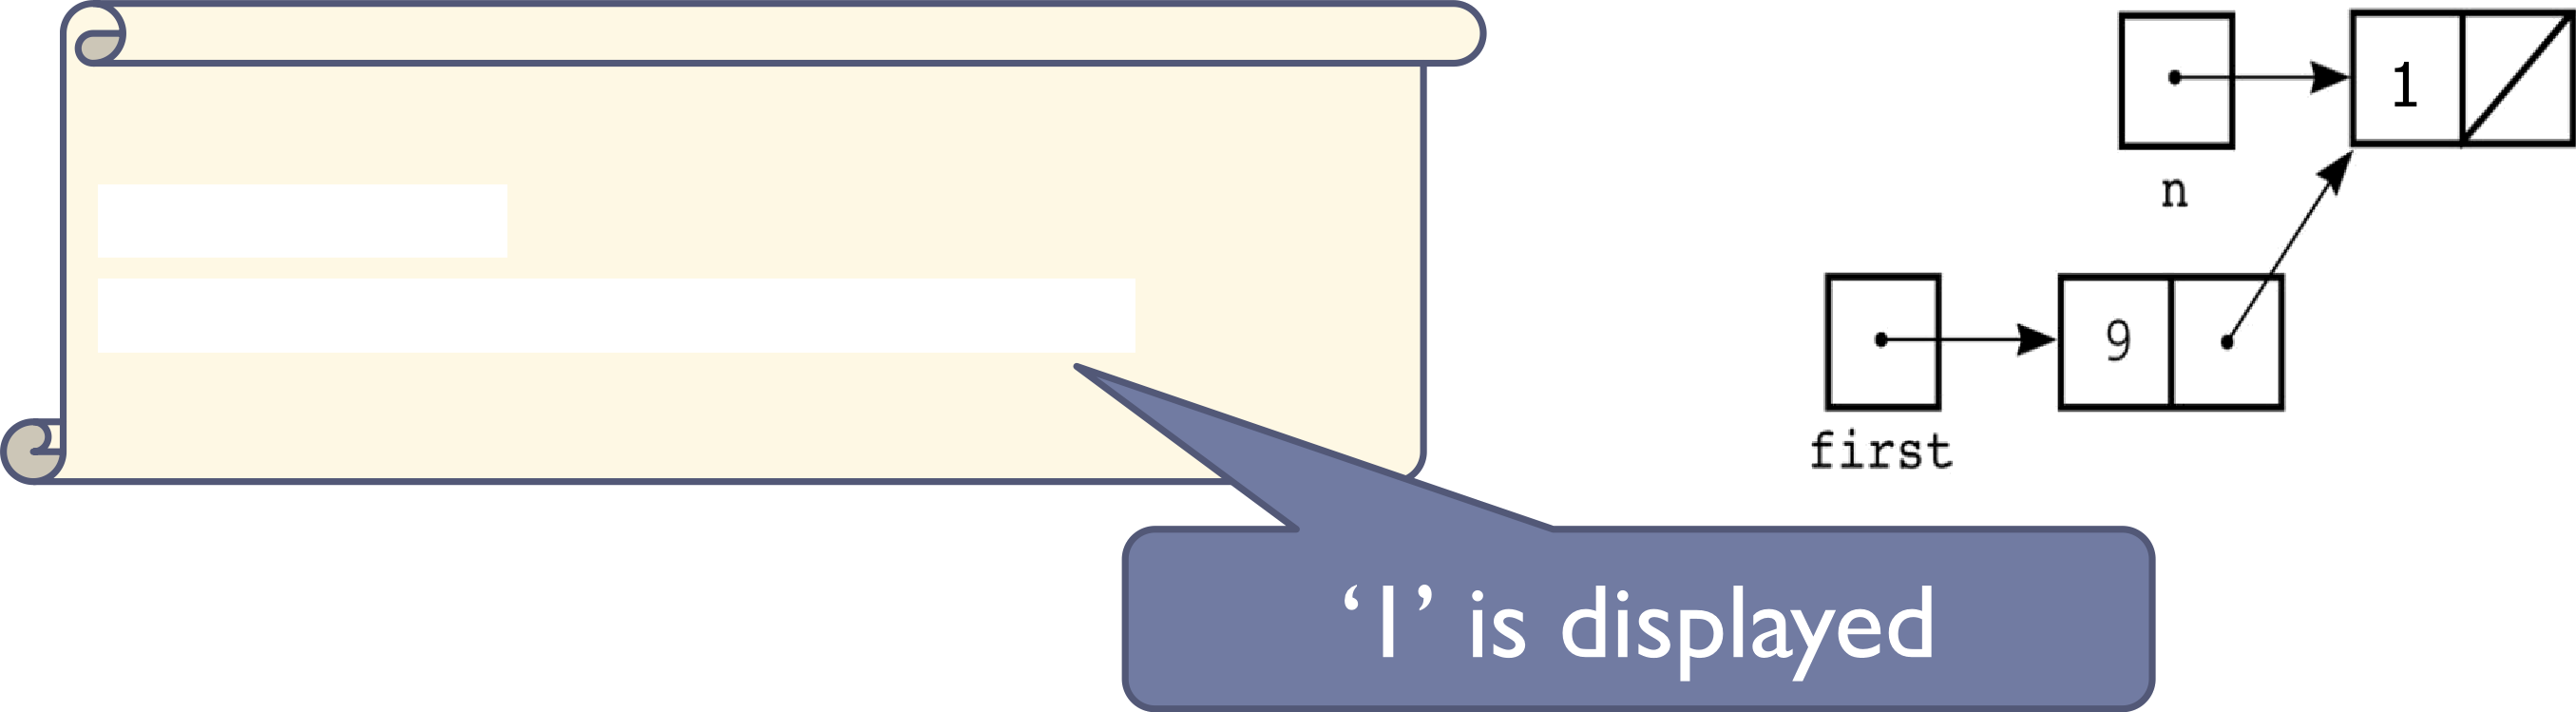 1
n
9
first
‘1’ is displayed